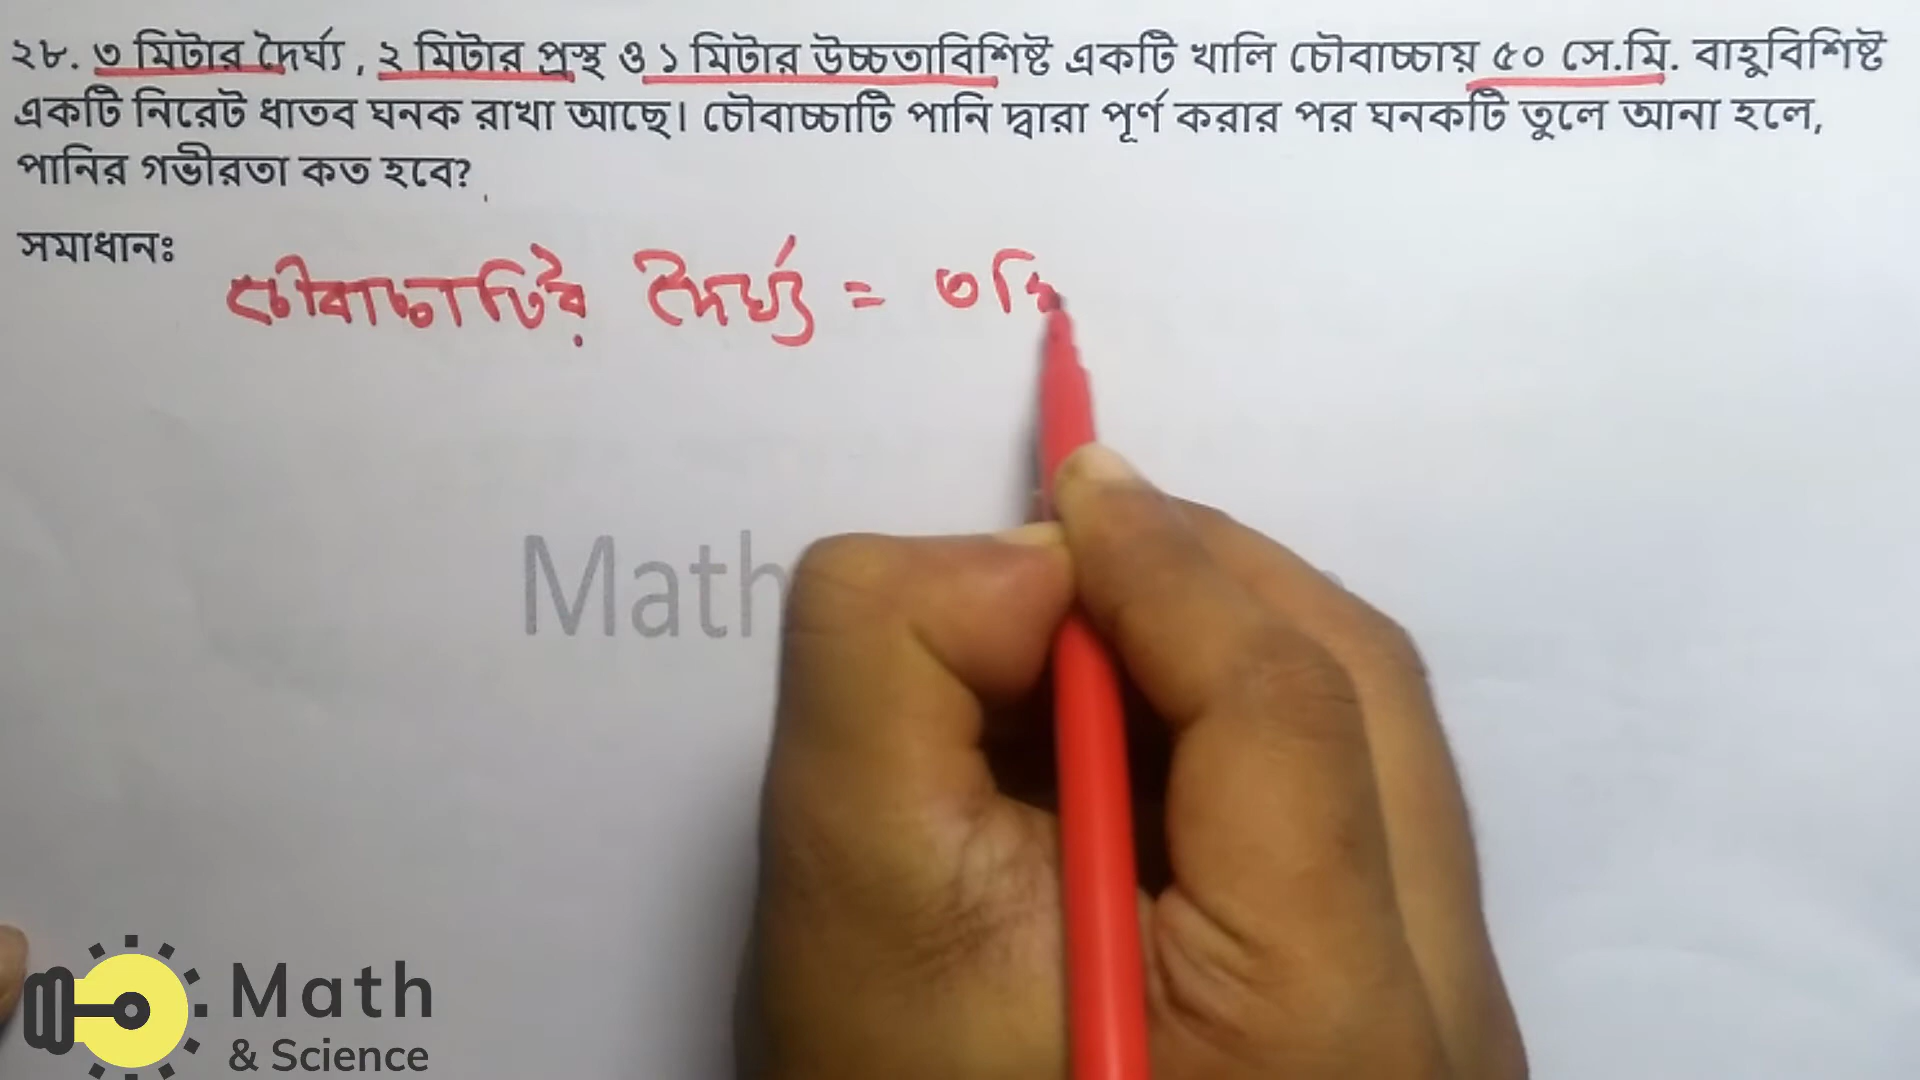 ২৮. ৩ মিটার দৈর্ঘ্য , ২ মিটার প্রস্থ ও ১ মিটার উচ্চতাবিশিষ্ট একটি খালি চৌবাচ্চায় ৫০ সে.মি. বাহুবিশিষ্ট
একটি নিরেট ধাতব ঘনক রাখা আছে। চৌবাচ্চাটি পানি দ্বারা পূর্ণ করার পর ঘনকটি তুলে আনা হলে,
পানির গভীরতা কত হবে?
সমাধানঃ
চৌবাচ্চাটির দৈর্ঘ্য = ৩ মি
Math
Math
& Science